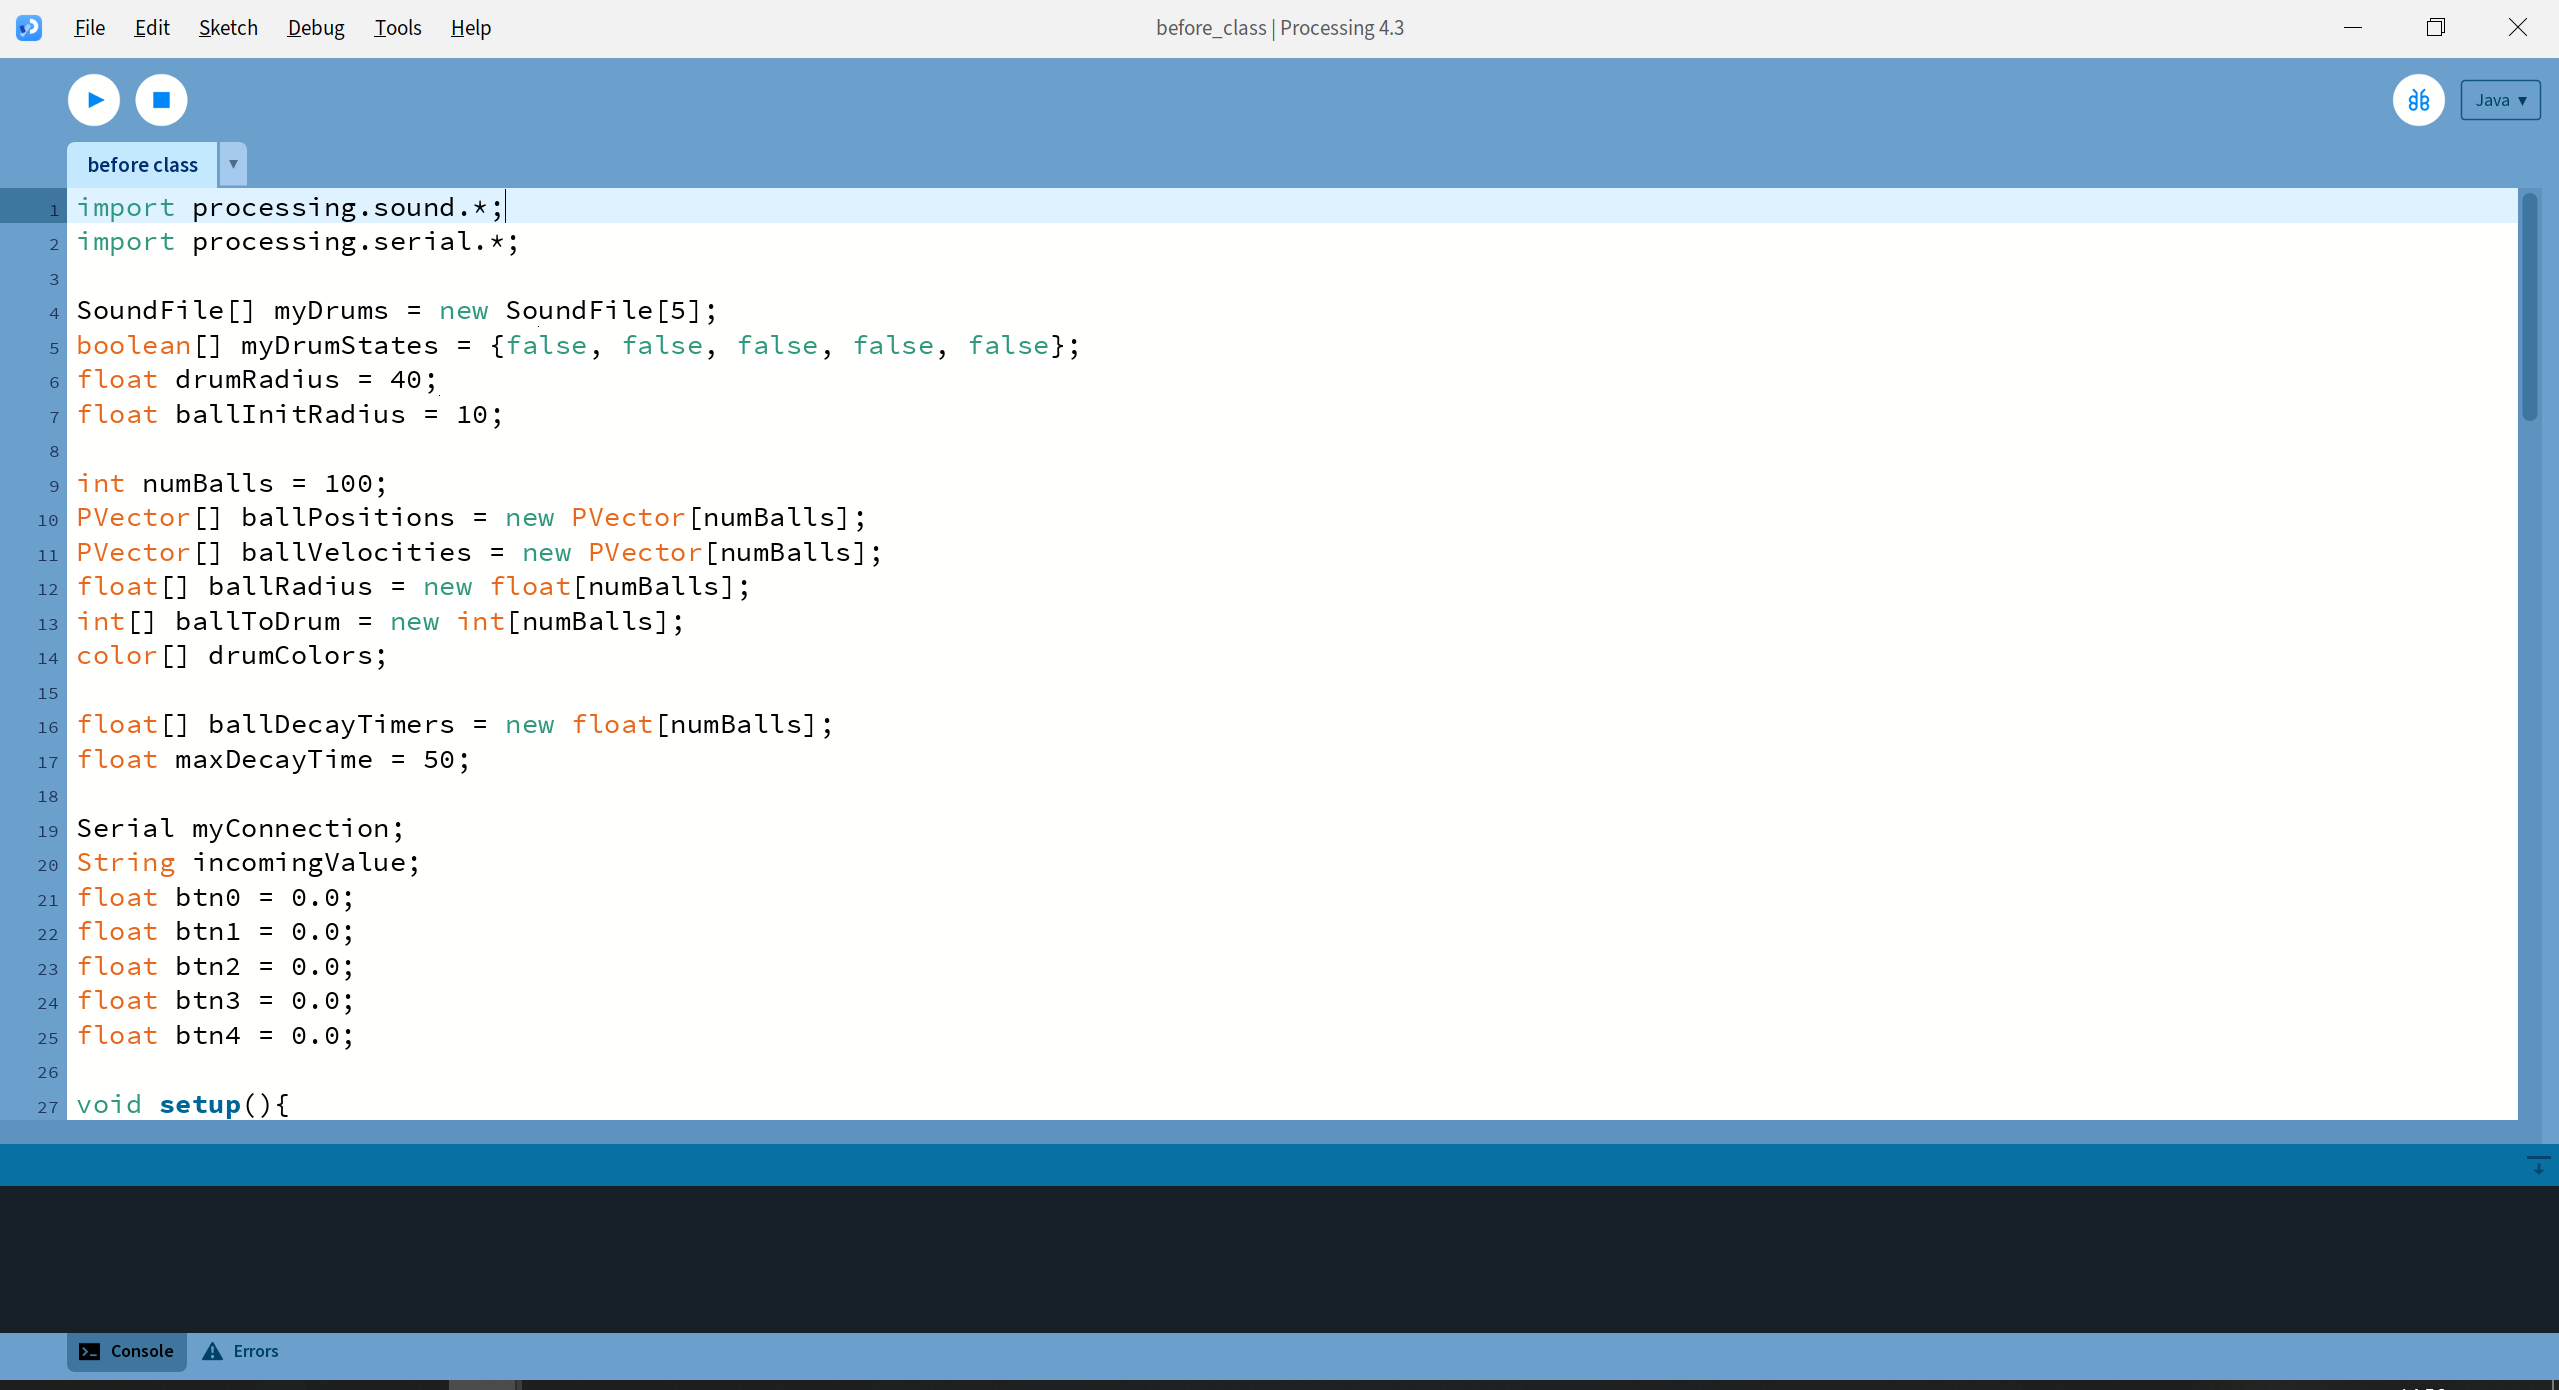 File Edit Sketch Debug Tools Help before_class | Processing 4.3
Java ▾
before class ▾
1 import processing.sound.*;
2 import processing.serial.*;
3
4 SoundFile[] myDrums = new SoundFile[5];
5 boolean[] myDrumStates = {false, false, false, false, false};
6 float drumRadius = 40;
7 float ballInitRadius = 10;
8
9 int numBalls = 100;
10 PVector[] ballPositions = new PVector[numBalls];
11 PVector[] ballVelocities = new PVector[numBalls];
12 float[] ballRadius = new float[numBalls];
13 int[] ballToDrum = new int[numBalls];
14 color[] drumColors;
15
16 float[] ballDecayTimers = new float[numBalls];
17 float maxDecayTime = 50;
18
19 Serial myConnection;
20 String incomingValue;
21 float btn0 = 0.0;
22 float btn1 = 0.0;
23 float btn2 = 0.0;
24 float btn3 = 0.0;
25 float btn4 = 0.0;
26
27 void setup(){
Console Errors